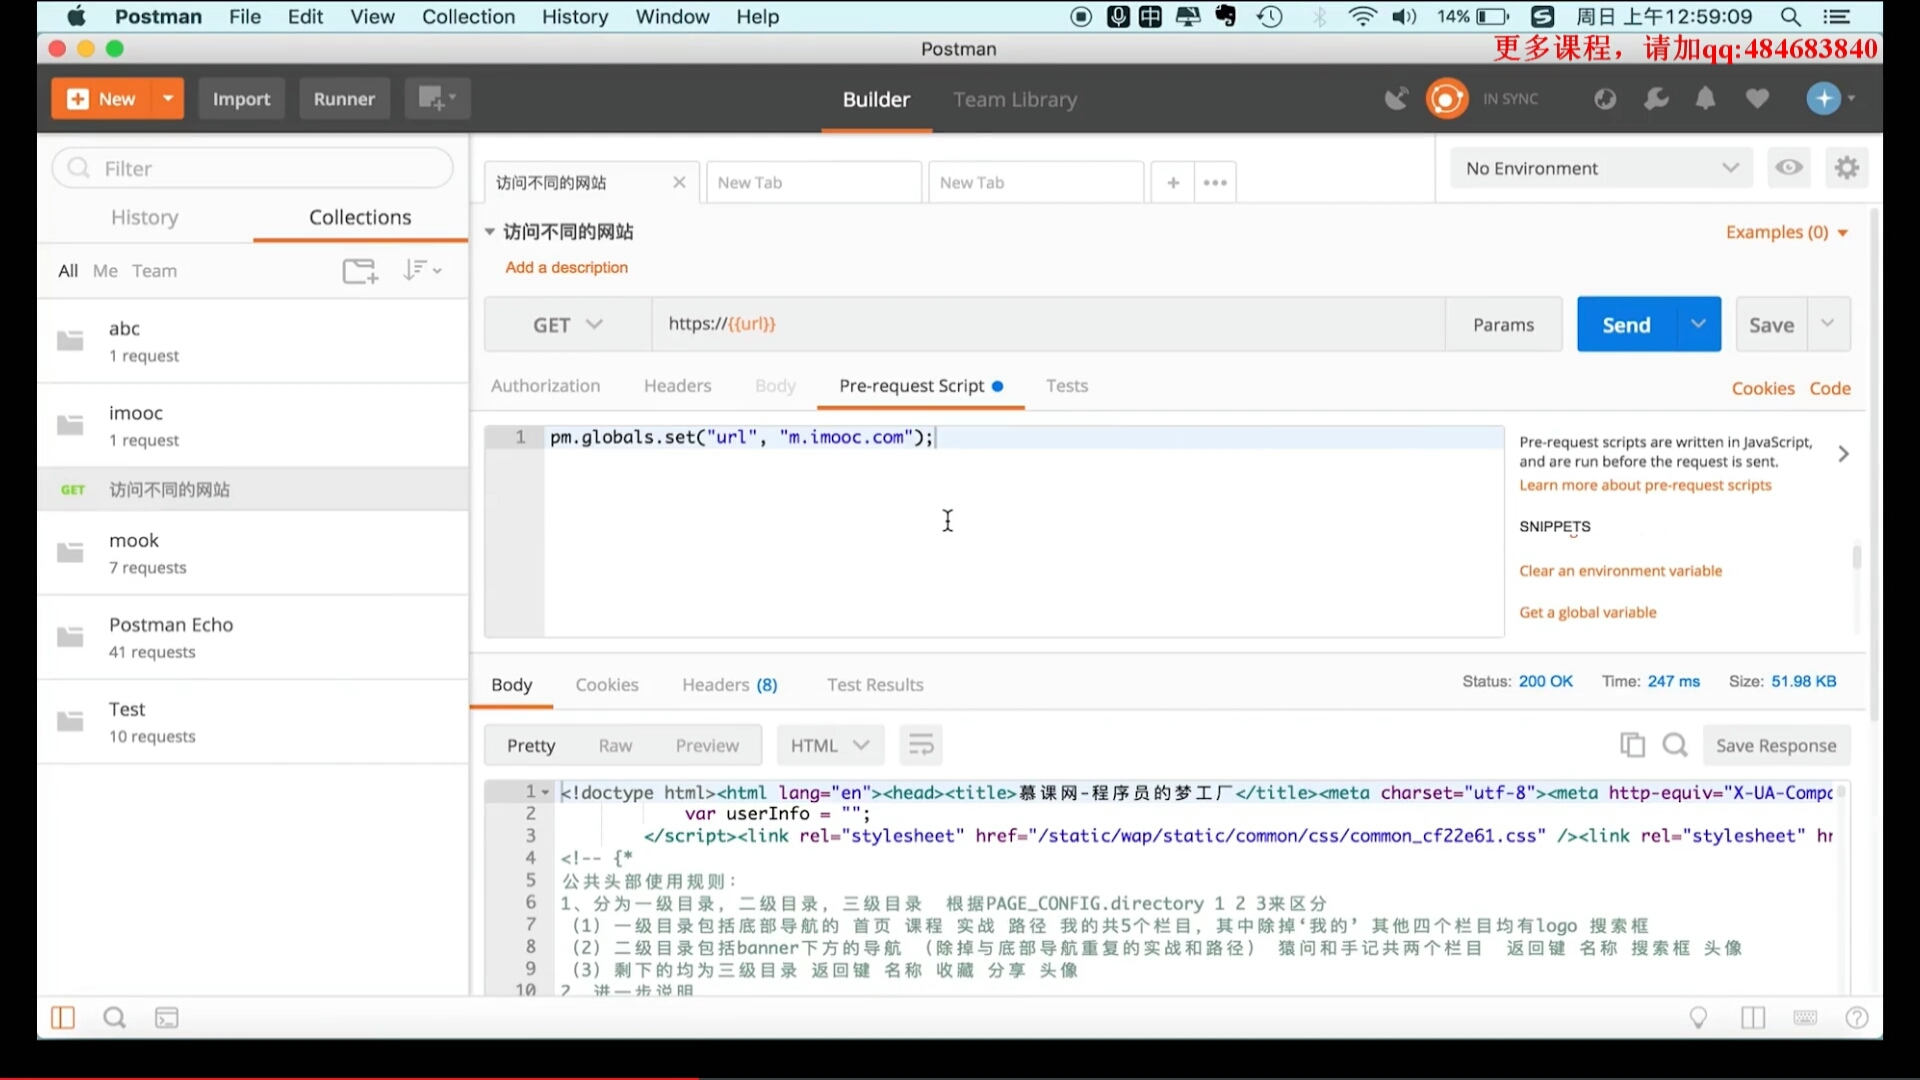 Postman File Edit View Collection History Window Help 14% 周日 上午12:59:09
Postman
更多课程，请加qq:484683840
New Import Runner Builder Team Library IN SYNC
Filter
History Collections
All Me Team
abc
1 request
imooc
1 request
GET 访问不同的网站
mook
7 requests
Postman Echo
41 requests
Test
10 requests
访问不同的网站 New Tab New Tab
No Environment
访问不同的网站
Examples (0)
Add a description
GET https://{{url}} Params Send Save
Authorization Headers Body Pre-request Script Tests Cookies Code
1 pm.globals.set("url", "m.imooc.com");
Pre-request scripts are written in JavaScript,
and are run before the request is sent.
Learn more about pre-request scripts
SNIPPETS
Clear an environment variable
Get a global variable
Body Cookies Headers (8) Test Results Status: 200 OK Time: 247 ms Size: 51.98 KB
Pretty Raw Preview HTML Save Response
1 <!doctype html><html lang="en"><head><title>慕课网-程序员的梦工厂</title><meta charset="utf-8"><meta http-equiv="X-UA-Compa
2 var userInfo = "";
3 </script><link rel="stylesheet" href="/static/wap/static/common/css/common_cf22e61.css" /><link rel="stylesheet" hr
4 <!-- {*
5 公共头部使用规则：
6 1、分为一级目录，二级目录，三级目录 根据PAGE_CONFIG.directory 1 2 3来区分
7 （1）一级目录包括底部导航的 首页 课程 实战 路径 我的共5个栏目，其中除掉‘我的’ 其他四个栏目均有logo 搜索框
8 （2）二级目录包括banner下方的导航 （除掉与底部导航重复的实战和路径） 猿问和手记共两个栏目 返回键 名称 搜索框 头像
9 （3）剩下的均为三级目录 返回键 名称 收藏 分享 头像
10 2、进一步说明